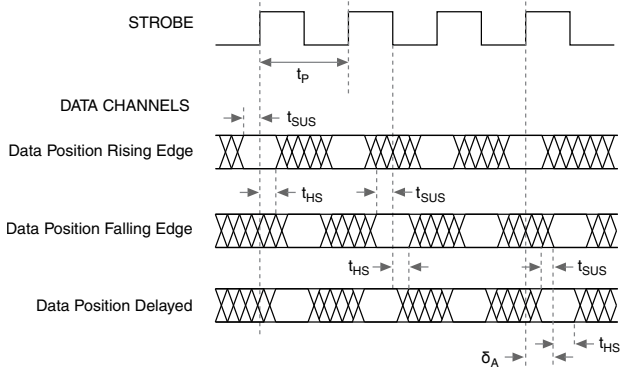 STROBE
tP
DATA CHANNELS
tSUS
Data Position Rising Edge
tHS
tSUS
Data Position Falling Edge
tHS
tSUS
Data Position Delayed
tHS
δA